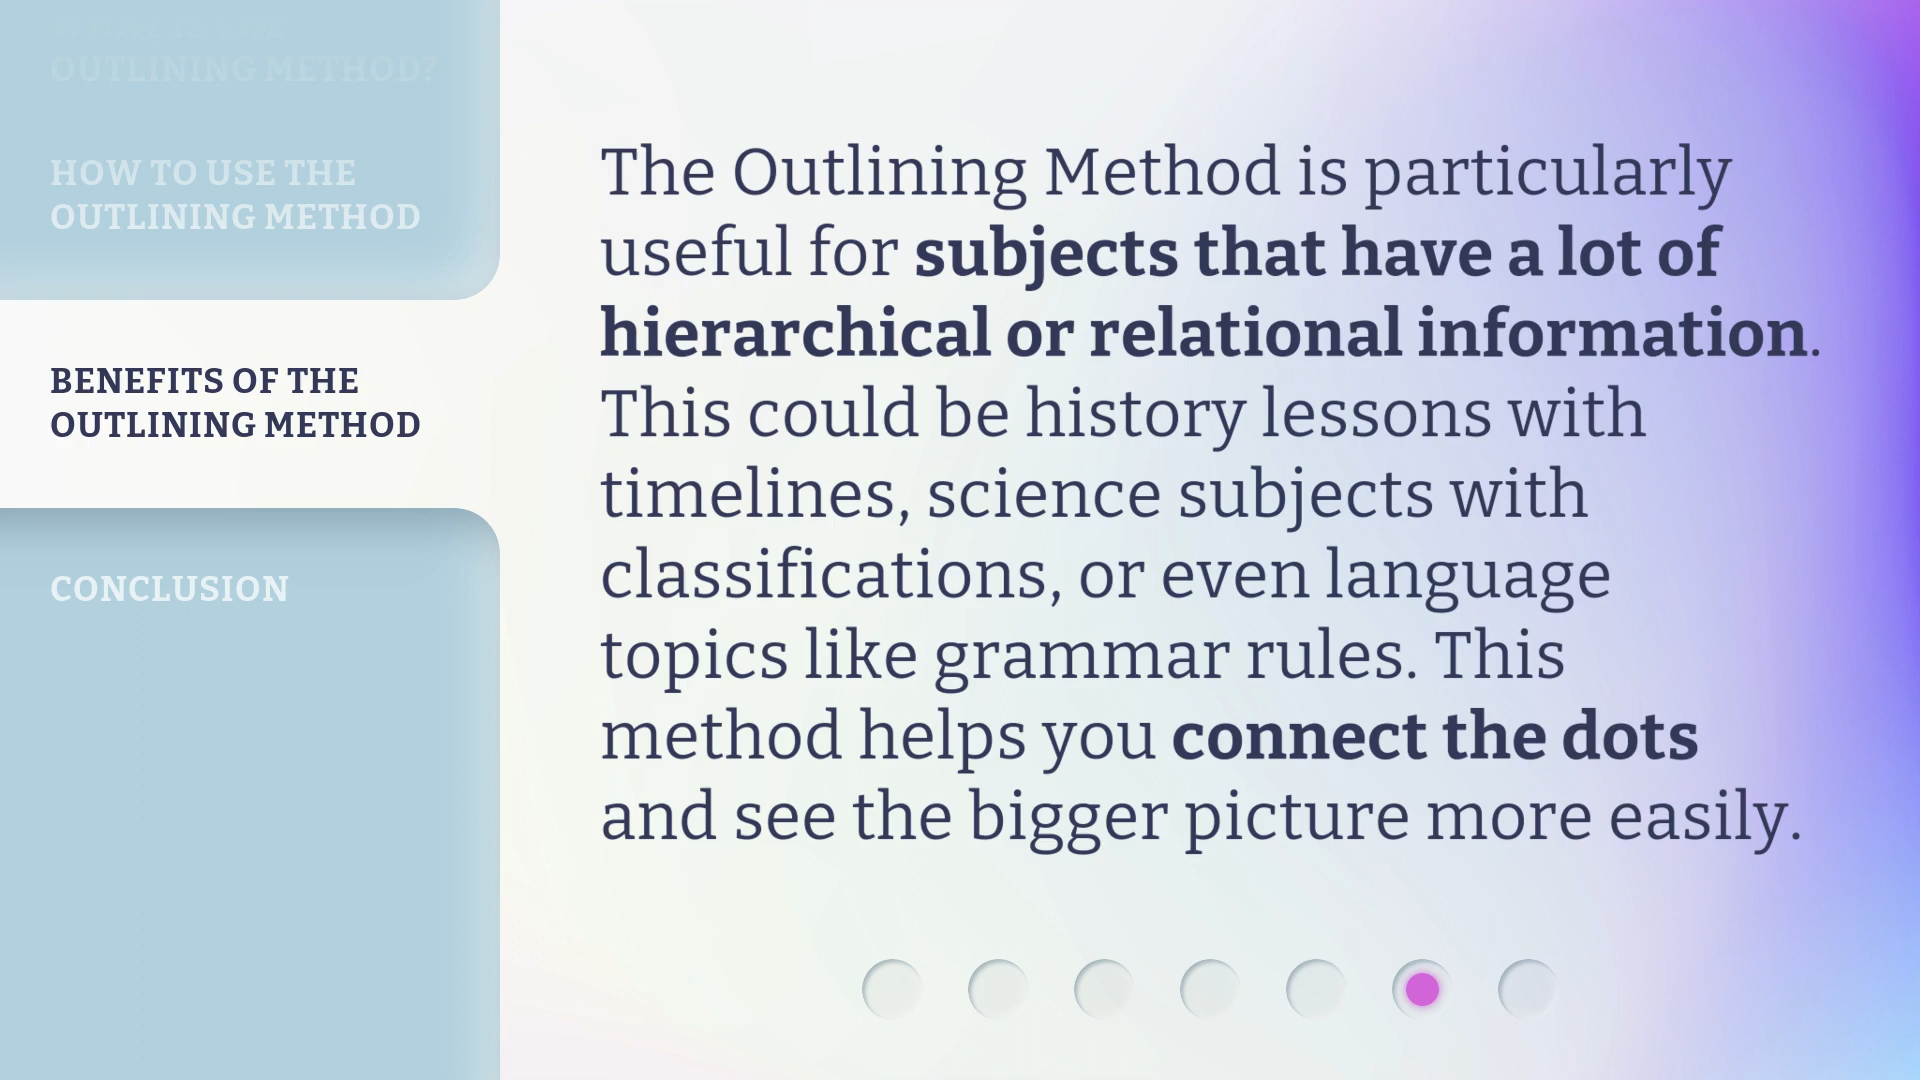 OUTLINING METHOD?
HOW TO USE THE
OUTLINING METHOD
BENEFITS OF THE
OUTLINING METHOD
CONCLUSION
The Outlining Method is particularly
useful for subjects that have a lot of
hierarchical or relational information.
This could be history lessons with
timelines, science subjects with
classifications, or even language
topics like grammar rules. This
method helps you connect the dots
and see the bigger picture more easily.